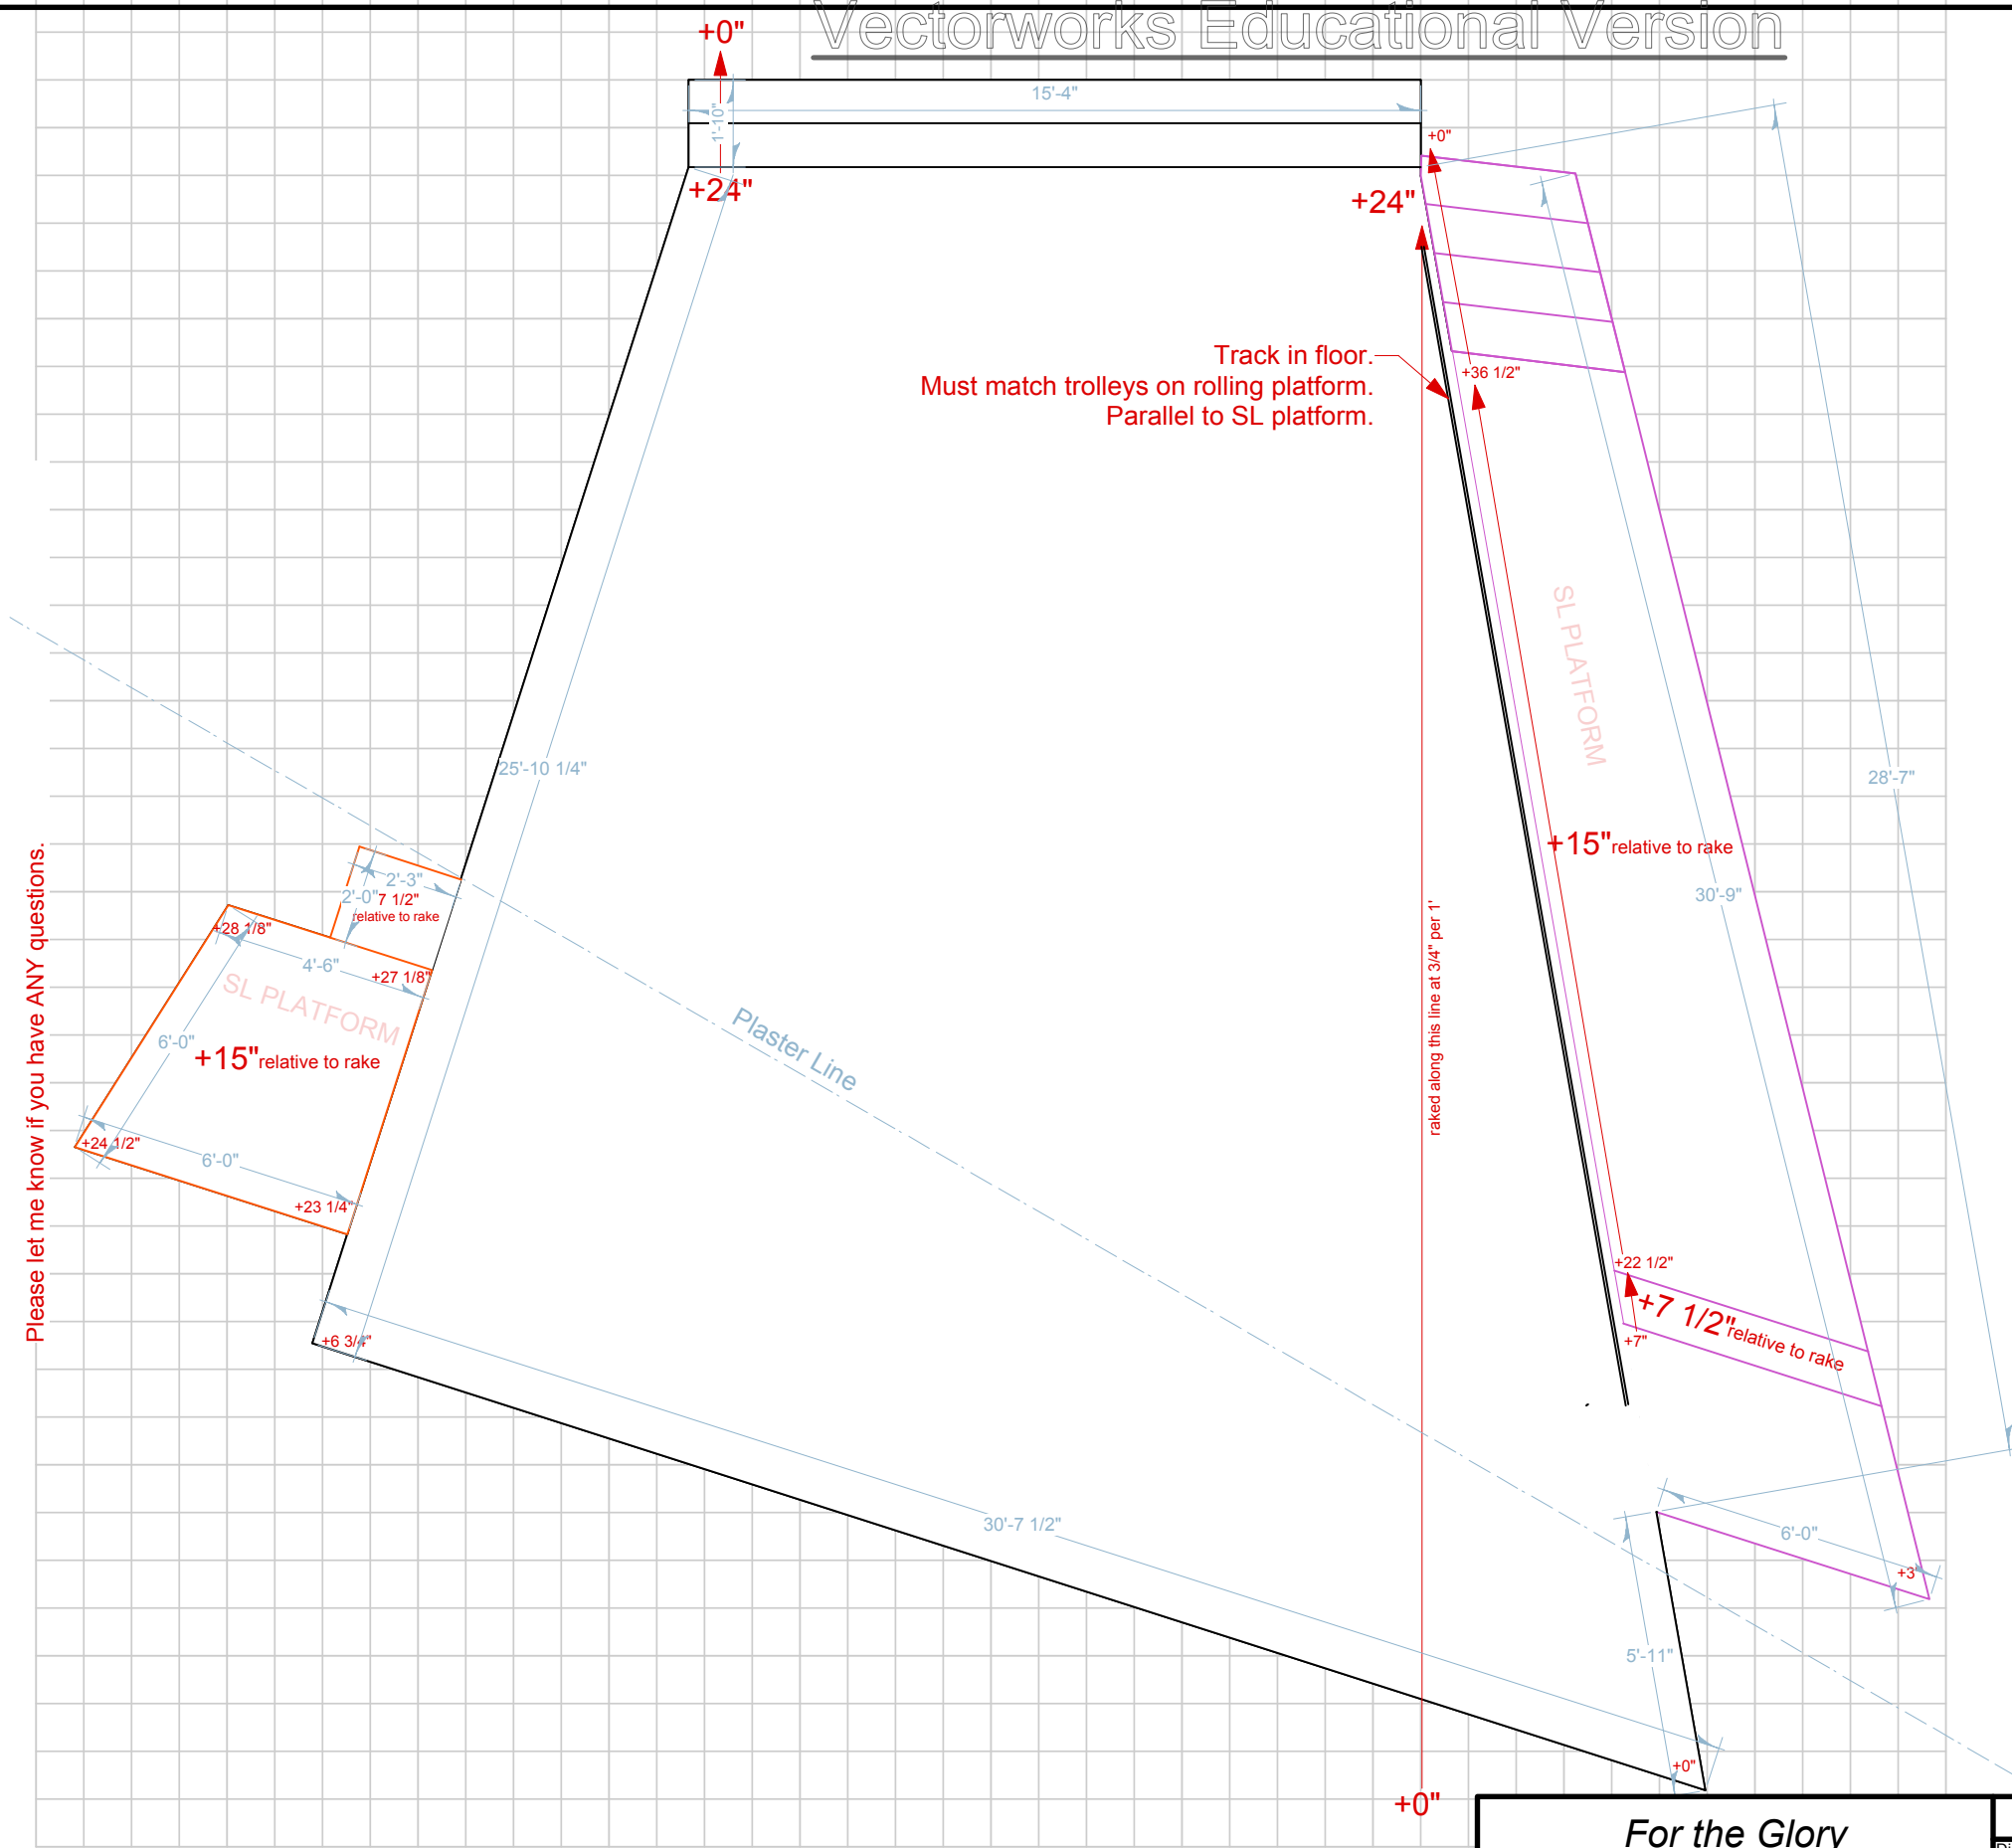 Vectorworks Educational Version
+0"
15'-4"
1'-10"
+0"
+24"
+24"
Track in floor.
Must match trolleys on rolling platform.
Parallel to SL platform.
+36 1/2"
SL PLATFORM
25'-10 1/4"
28'-7"
+15" relative to rake
30'-9"
2'-3"
2'-0"
7 1/2"
relative to rake
+28 1/8"
4'-6"
+27 1/8"
SL PLATFORM
6'-0"
+15" relative to rake
Plaster Line
raked along this line at 3/4" per 1'
Please let me know if you have ANY questions.
+24 1/2"
6'-0"
+23 1/4"
+22 1/2"
+7 1/2" relative to rake
+7"
+6 3/4"
30'-7 1/2"
6'-0"
+3"
5'-11"
+0"
+0"
For the Glory